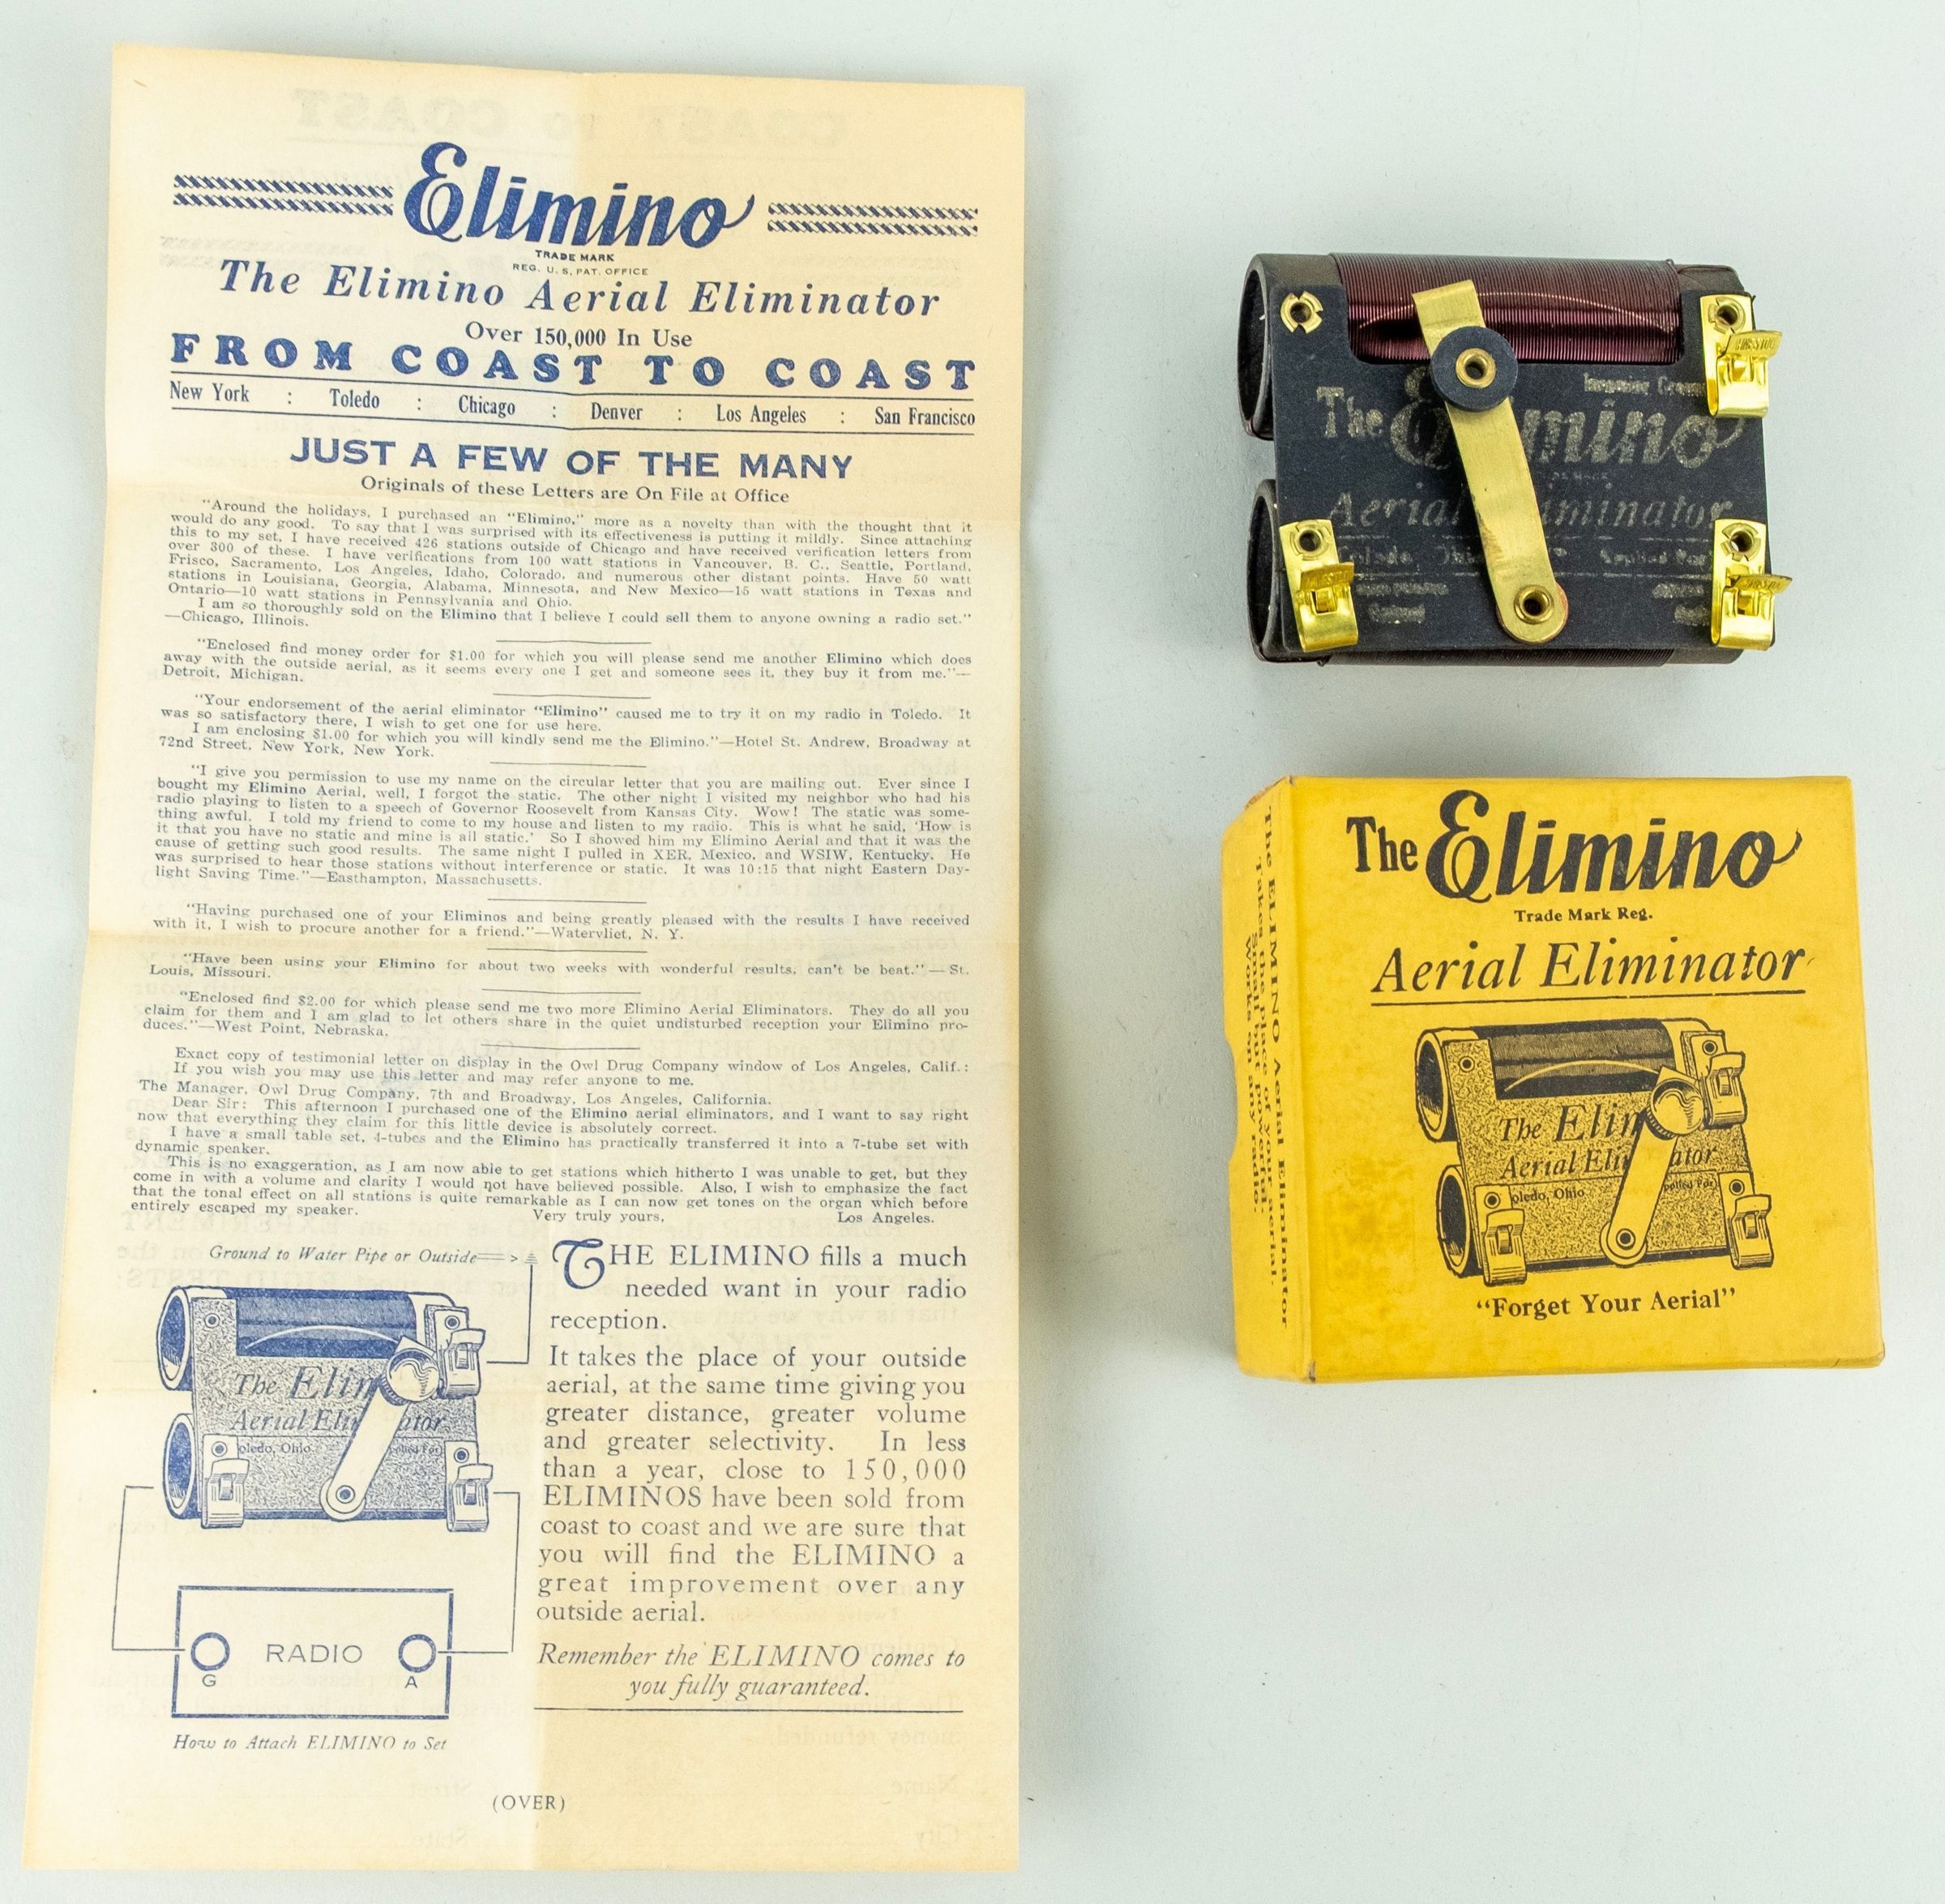 Elimino
TRADE MARK
REG. U. S. PAT. OFFICE
The Elimino Aerial Eliminator
Over 150,000 In Use
FROM COAST TO COAST
New York : Toledo : Chicago : Denver : Los Angeles : San Francisco
JUST A FEW OF THE MANY
Originals of these Letters are On File at Office
"Around the holidays, I purchased an "Elimino," more as a novelty than with the thought that it
would do any good. To say that I was surprised with its effectiveness is putting it mildly. Since attaching
this to my set, I have received 426 stations outside of Chicago and have received verification letters from
over 300 of these. I have verifications from 100 watt stations in Vancouver, B. C., Seattle, Portland,
Frisco, Sacramento, Los Angeles, Idaho, Colorado, and numerous other distant points. Have 50 watt
stations in Louisiana, Georgia, Alabama, Minnesota, and New Mexico—15 watt stations in Texas and
Ontario—10 watt stations in Pennsylvania and Ohio.
I am so thoroughly sold on the Elimino that I believe I could sell them to anyone owning a radio set."
—Chicago, Illinois.
"Enclosed find money order for $1.00 for which you will please send me another Elimino which does
away with the outside aerial, as it seems every one I get and someone sees it, they buy it from me."—
Detroit, Michigan.
"Your endorsement of the aerial eliminator "Elimino" caused me to try it on my radio in Toledo. It
was so satisfactory there, I wish to get one for use here.
I am enclosing $1.00 for which you will kindly send me the Elimino."—Hotel St. Andrew, Broadway at
72nd Street, New York, New York.
"I give you permission to use my name on the circular letter that you are mailing out. Ever since I
bought my Elimino Aerial, well, I forgot the static. The other night I visited my neighbor who had his
radio playing to listen to a speech of Governor Roosevelt from Kansas City. Wow! The static was some-
thing awful. I told my friend to come to my house and listen to my radio. This is what he said, 'How is
it that you have no static and mine is all static.' So I showed him my Elimino Aerial and that it was the
cause of getting such good results. The same night I pulled in XER, Mexico, and WSIW, Kentucky. He
was surprised to hear those stations without interference or static. It was 10:15 that night Eastern Day-
light Saving Time."—Easthampton, Massachusetts.
"Having purchased one of your Eliminos and being greatly pleased with the results I have received
with it, I wish to procure another for a friend."—Watervliet, N. Y.
"Have been using your Elimino for about two weeks with wonderful results, can't be beat."—St.
Louis, Missouri.
"Enclosed find $2.00 for which please send me two more Elimino Aerial Eliminators. They do all you
claim for them and I am glad to let others share in the quiet undisturbed reception your Elimino pro-
duces."—West Point, Nebraska.
Exact copy of testimonial letter on display in the Owl Drug Company window of Los Angeles, Calif.:
If you wish you may use this letter and may refer anyone to me.
The Manager, Owl Drug Company, 7th and Broadway, Los Angeles, California.
Dear Sir: This afternoon I purchased one of the Elimino aerial eliminators, and I want to say right
now that everything they claim for this little device is absolutely correct.
I have a small table set, 4-tubes and the Elimino has practically transferred it into a 7-tube set with
dynamic speaker.
This is no exaggeration, as I am now able to get stations which hitherto I was unable to get, but they
come in with a volume and clarity I would not have believed possible. Also, I wish to emphasize the fact
that the tonal effect on all stations is quite remarkable as I can now get tones on the organ which before
entirely escaped my speaker. Very truly yours, Los Angeles.
Ground to Water Pipe or Outside
The Elim
Aerial Eli ator
oledo, Ohio
RADIO
G A
How to Attach ELIMINO to Set
THE ELIMINO fills a much
needed want in your radio
reception.
It takes the place of your outside
aerial, at the same time giving you
greater distance, greater volume
and greater selectivity. In less
than a year, close to 150,000
ELIMINOS have been sold from
coast to coast and we are sure that
you will find the ELIMINO a
great improvement over any
outside aerial.
Remember the ELIMINO comes to
you fully guaranteed.
(OVER)
The Elimino
Aerial Eliminator
The ELIMINO Aerial Eliminator
Takes the place of your aerial.
Small but powerful.
Works on any radio.
The Elimino
Trade Mark Reg.
Aerial Eliminator
The Elim
Aerial Eli ator
oledo, Ohio pplied For
"Forget Your Aerial"